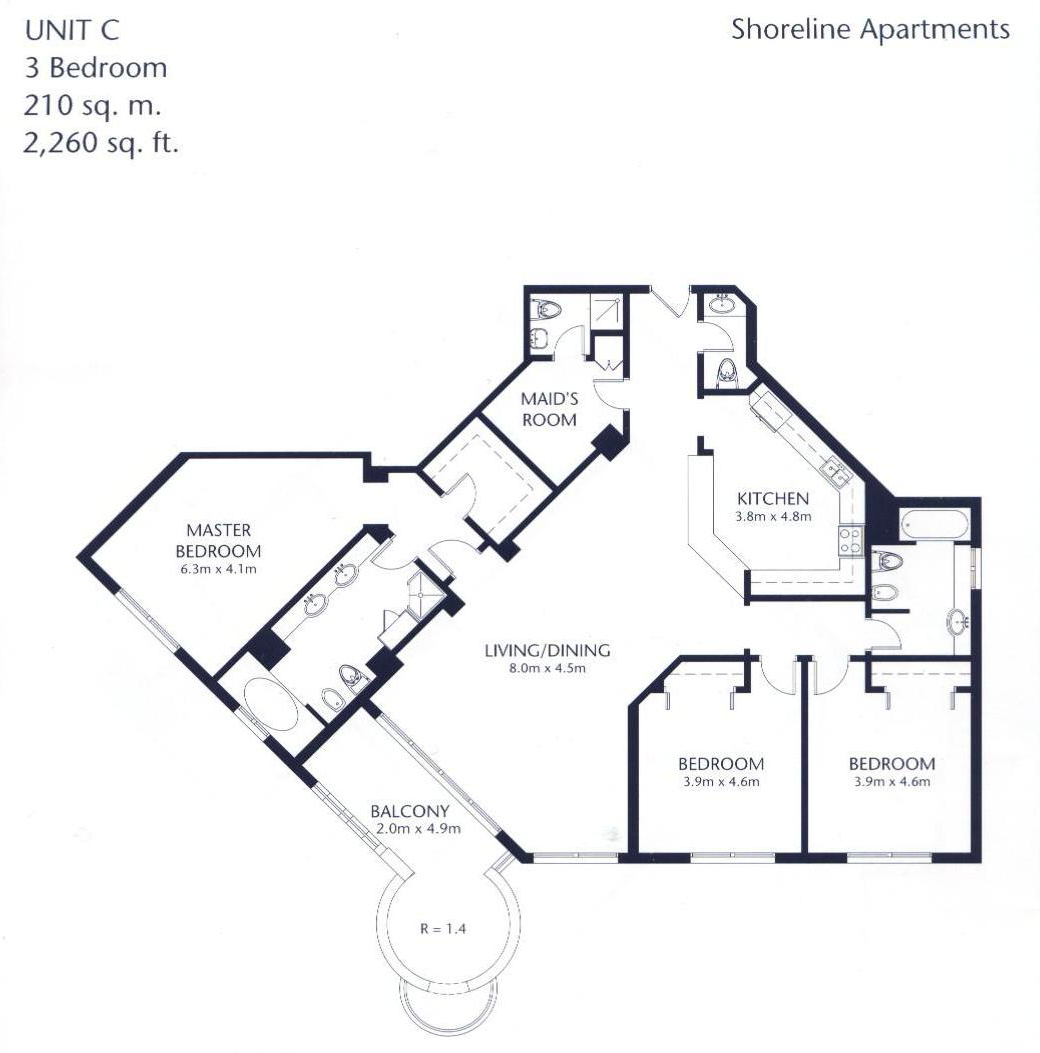 UNIT C
3 Bedroom
210 sq. m.
2,260 sq. ft.
Shoreline Apartments
MAID'S
ROOM
KITCHEN
3.8m x 4.8m
MASTER
BEDROOM
6.3m x 4.1m
LIVING/DINING
8.0m x 4.5m
BEDROOM
3.9m x 4.6m
BEDROOM
3.9m x 4.6m
BALCONY
2.0m x 4.9m
R = 1.4